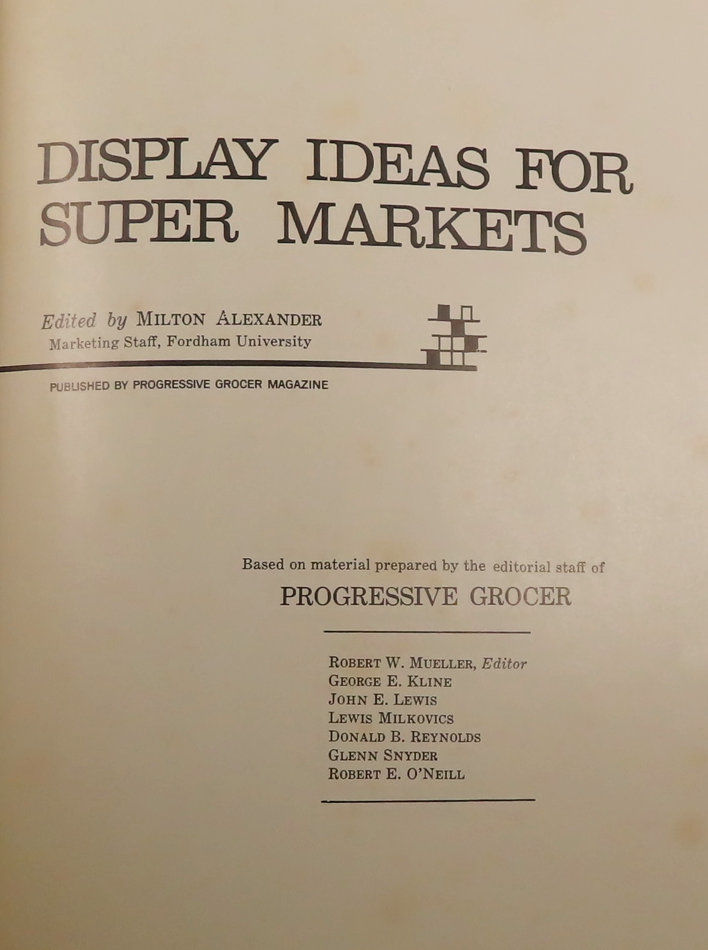 DISPLAY IDEAS FOR
SUPER MARKETS
Edited by MILTON ALEXANDER
Marketing Staff, Fordham University
PUBLISHED BY PROGRESSIVE GROCER MAGAZINE
Based on material prepared by the editorial staff of
PROGRESSIVE GROCER
ROBERT W. MUELLER, Editor
GEORGE E. KLINE
JOHN E. LEWIS
LEWIS MILKOVICS
DONALD B. REYNOLDS
GLENN SNYDER
ROBERT E. O'NEILL